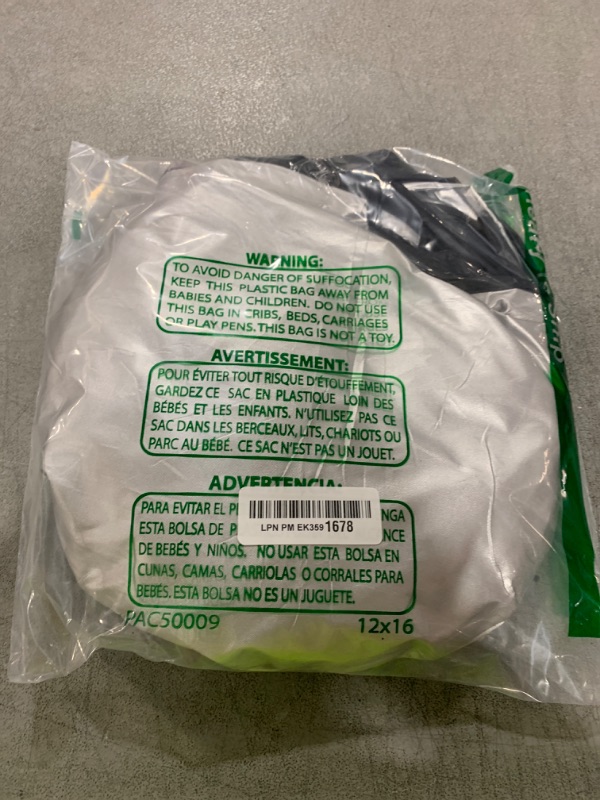 WARNING:
TO AVOID DANGER OF SUFFOCATION,
KEEP THIS PLASTIC BAG AWAY FROM
BABIES AND CHILDREN. DO NOT USE
THIS BAG IN CRIBS, BEDS, CARRIAGES
OR PLAY PENS. THIS BAG IS NOT A TOY.
AVERTISSEMENT:
POUR ÉVITER TOUT RISQUE D'ÉTOUFFEMENT,
GARDEZ CE SAC EN PLASTIQUE LOIN DES
BÉBÉS ET LES ENFANTS. N'UTILISEZ PAS CE
SAC DANS LES BERCEAUX, LITS, CHARIOTS OU
PARC AU BÉBÉ. CE SAC N'EST PAS UN JOUET.
ADVERTENCIA:
PARA EVITAR EL
ESTA BOLSA DE
LPN PM EK3591678
DE BEBÉS Y NIÑOS. NO USAR ESTA BOLSA EN
CUNAS, CAMAS, CARRIOLAS O CORRALES PARA
BEBÉS. ESTA BOLSA NO ES UN JUGUETE.
PAC50009 12x16